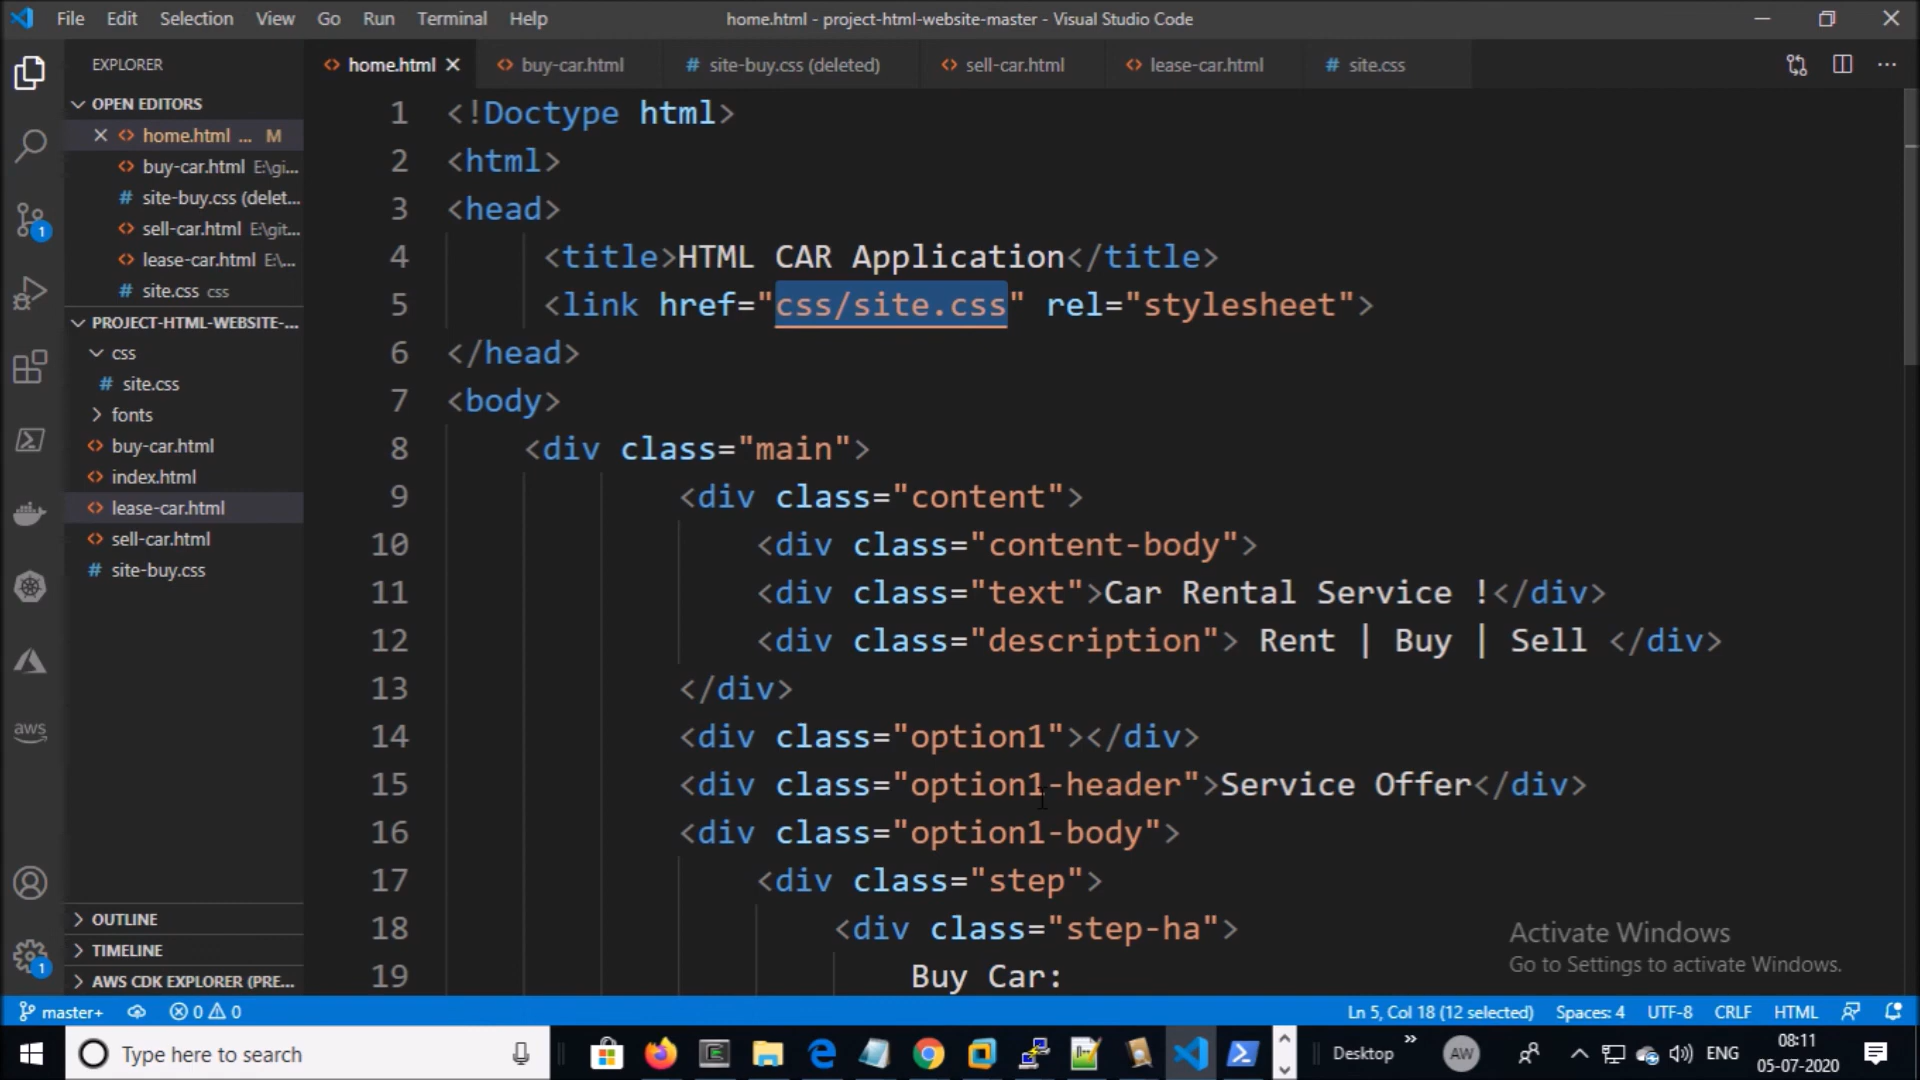 File Edit Selection View Go Run Terminal Help
home.html - project-html-website-master - Visual Studio Code
EXPLORER
OPEN EDITORS
home.html ... M
buy-car.html E:\gi...
site-buy.css (delet...
sell-car.html E:\git...
lease-car.html E:\...
site.css css
PROJECT-HTML-WEBSITE-...
css
site.css
fonts
buy-car.html
index.html
lease-car.html
sell-car.html
site-buy.css
OUTLINE
TIMELINE
AWS CDK EXPLORER (PRE...
1
aws
1
home.html buy-car.html site-buy.css (deleted) sell-car.html lease-car.html site.css
1 <!Doctype html>
2 <html>
3 <head>
4 <title>HTML CAR Application</title>
5 <link href="css/site.css" rel="stylesheet">
6 </head>
7 <body>
8 <div class="main">
9 <div class="content">
10 <div class="content-body">
11 <div class="text">Car Rental Service !</div>
12 <div class="description"> Rent | Buy | Sell </div>
13 </div>
14 <div class="option1"></div>
15 <div class="option1-header">Service Offer</div>
16 <div class="option1-body">
17 <div class="step">
18 <div class="step-ha">
19 Buy Car:
Activate Windows
Go to Settings to activate Windows.
master+ 0 0 Ln 5, Col 18 (12 selected) Spaces: 4 UTF-8 CRLF HTML
Type here to search
Desktop
AW
ENG
08:11
05-07-2020